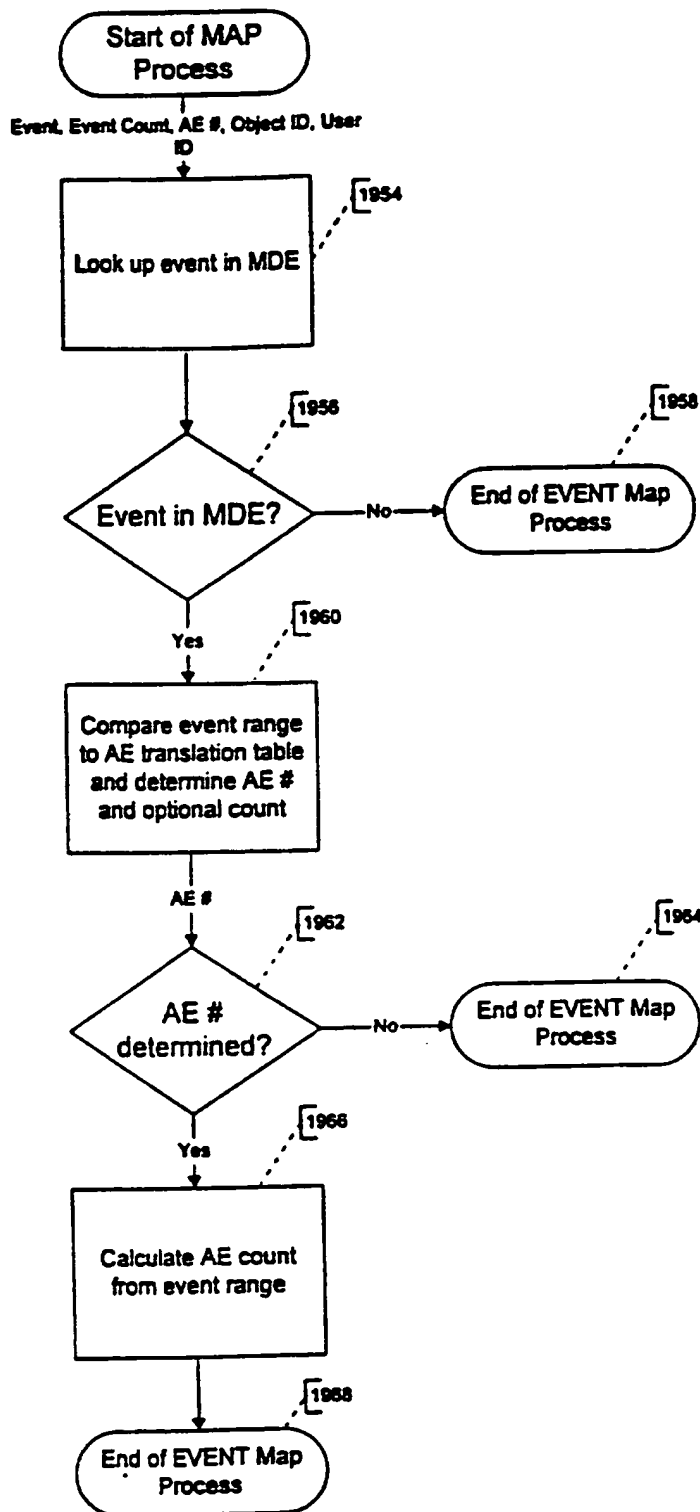 Start of MAP
Process
Event, Event Count, AE #, Object ID, User
ID
1954
Look up event in MDE
1956
1958
Event in MDE?
No
End of EVENT Map
Process
Yes
1960
Compare event range
to AE translation table
and determine AE #
and optional count
AE #
1962
1964
AE #
determined?
No
End of EVENT Map
Process
Yes
1966
Calculate AE count
from event range
1968
End of EVENT Map
Process